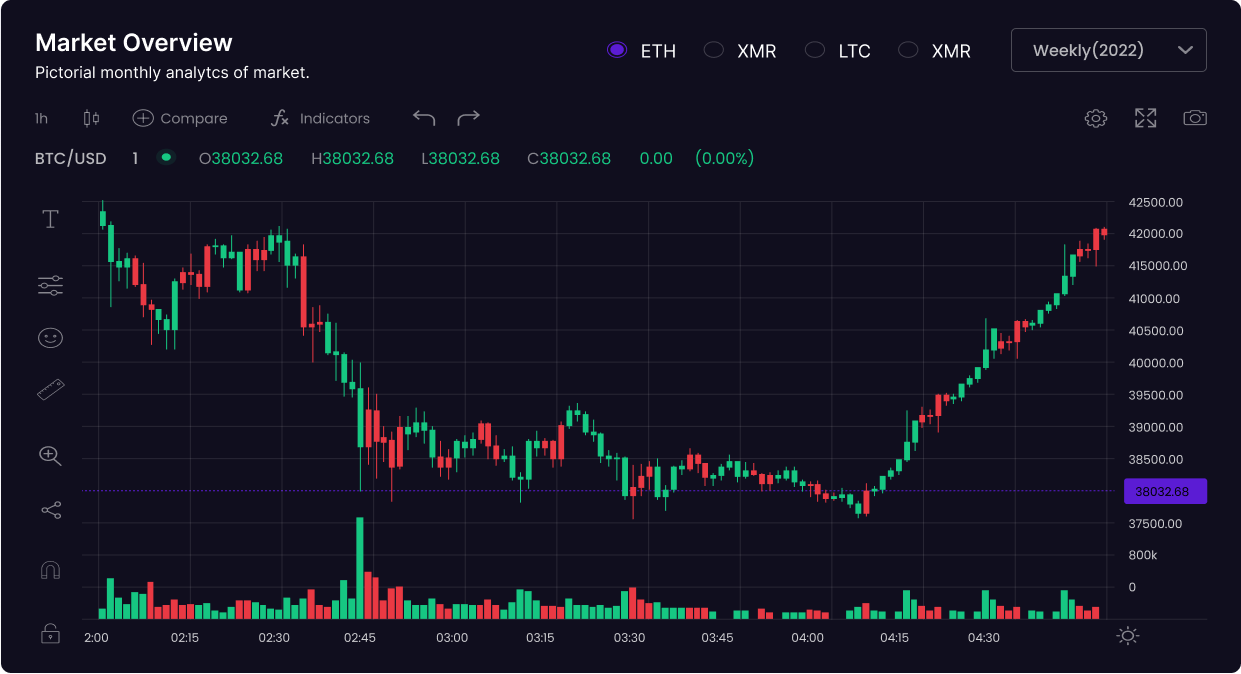 Market Overview
Pictorial monthly analytcs of market.
ETH XMR LTC XMR
Weekly(2022)
1h
Compare
fx Indicators
BTC/USD 1 O38032.68 H38032.68 L38032.68 C38032.68 0.00 (0.00%)
T
42500.00
42000.00
415000.00
41000.00
40500.00
40000.00
39500.00
39000.00
38500.00
38032.68
37500.00
800k
0
2:00 02:15 02:30 02:45 03:00 03:15 03:30 03:45 04:00 04:15 04:30